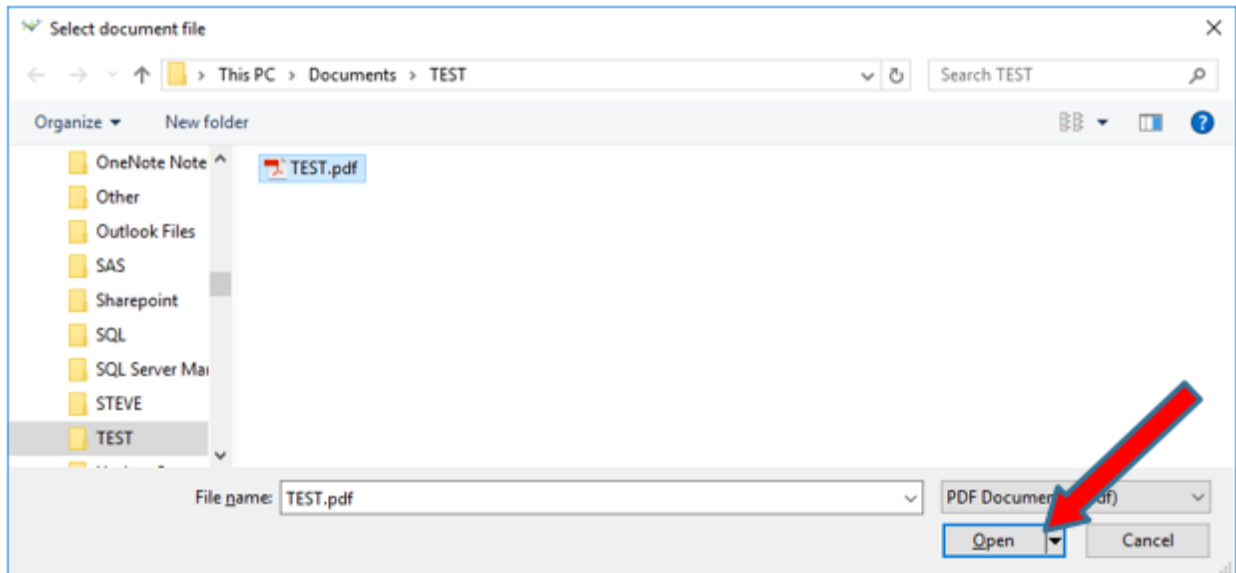 Select document file
This PC > Documents > TEST
Search TEST
Organize
New folder
OneNote Note
Other
Outlook Files
SAS
Sharepoint
SQL
SQL Server Mai
STEVE
TEST
TEST.pdf
File name: TEST.pdf
PDF Documen df)
Open
Cancel